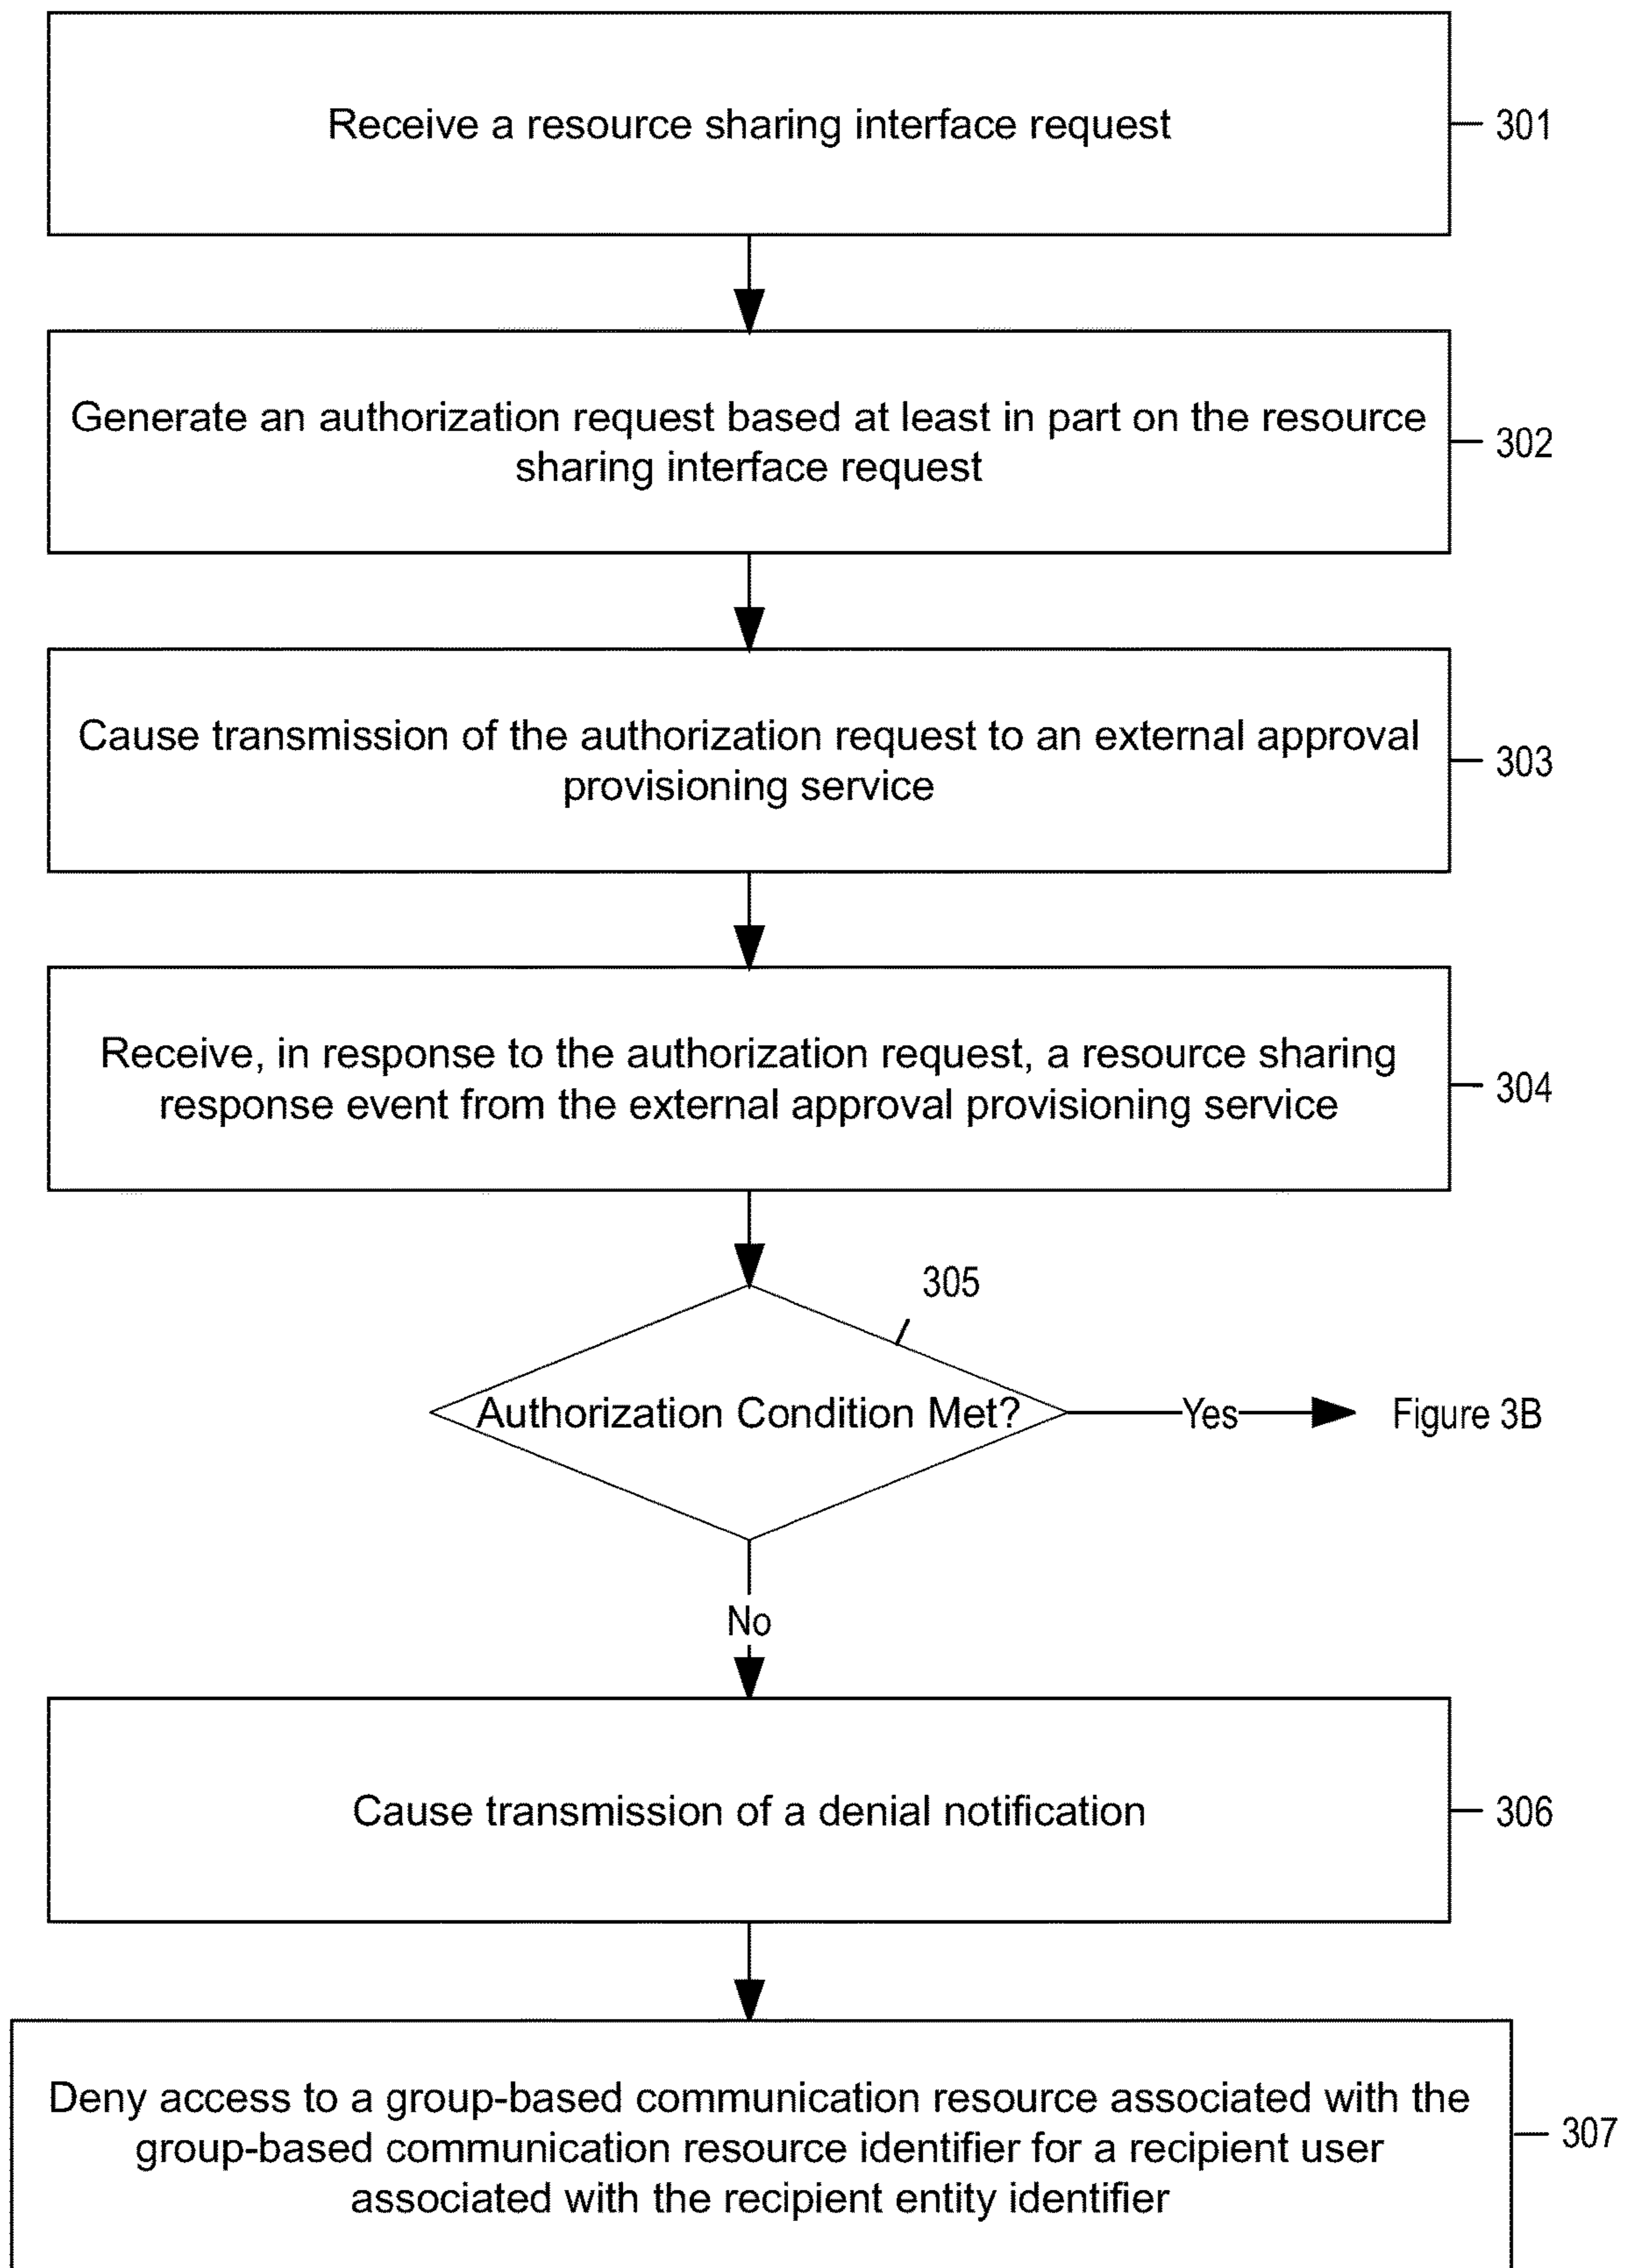 Receive a resource sharing interface request
301
Generate an authorization request based at least in part on the resource
sharing interface request
302
Cause transmission of the authorization request to an external approval
provisioning service
303
Receive, in response to the authorization request, a resource sharing
response event from the external approval provisioning service
304
305
Authorization Condition Met?
Yes
Figure 3B
No
Cause transmission of a denial notification
306
Deny access to a group-based communication resource associated with the
group-based communication resource identifier for a recipient user
associated with the recipient entity identifier
307